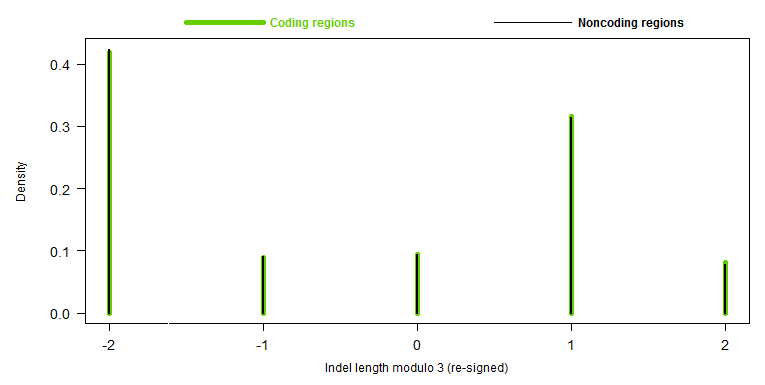 Coding regions
Noncoding regions
0.4
0.3
0.2
0.1
0.0
Density
-2
-1
0
1
2
Indel length modulo 3 (re-signed)